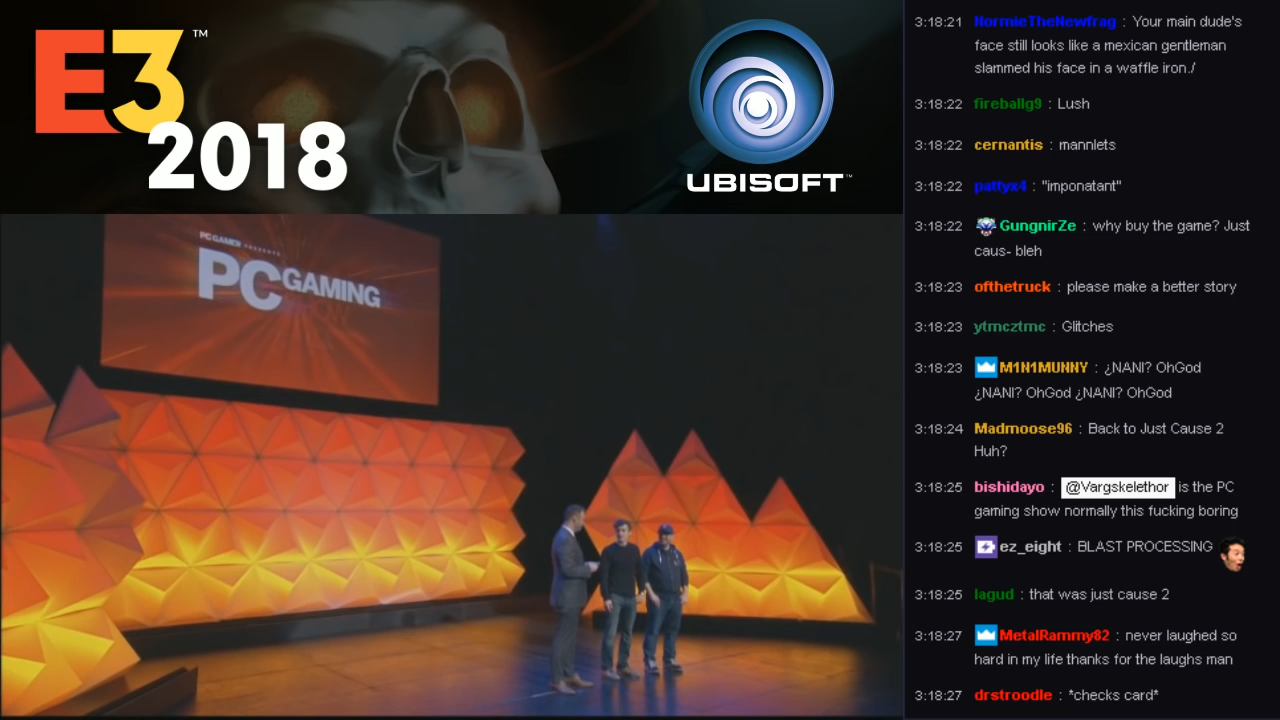 E3™
2018
UBISOFT™
PC GAMER PRESENTS
PC GAMING
3:18:21 NormieTheNewfrag : Your main dude's
face still looks like a mexican gentleman
slammed his face in a waffle iron./
3:18:22 fireballg9 : Lush
3:18:22 cernantis : mannlets
3:18:22 pattyx4 : "imponatant"
3:18:22 GungnirZe : why buy the game? Just
caus- bleh
3:18:23 ofthetruck : please make a better story
3:18:23 ytmcztmc : Glitches
3:18:23 M1N1MUNNY : ¿NANI? OhGod
¿NANI? OhGod ¿NANI? OhGod
3:18:24 Madmoose96 : Back to Just Cause 2
Huh?
3:18:25 bishidayo : @Vargskelethor is the PC
gaming show normally this fucking boring
3:18:25 ez_eight : BLAST PROCESSING
3:18:25 lagud : that was just cause 2
3:18:27 MetalRammy82 : never laughed so
hard in my life thanks for the laughs man
3:18:27 drstroodle : *checks card*